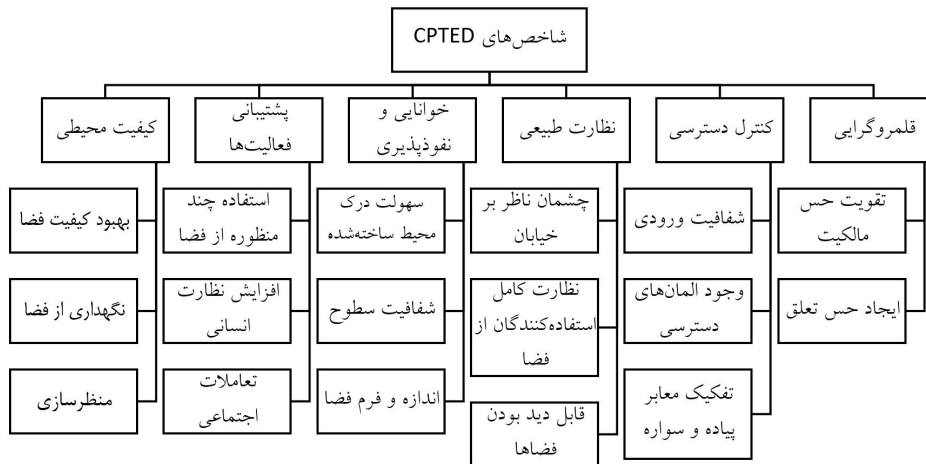 شاخص‌های CPTED
قلمروگرایی
تقویت حس
مالکیت
ایجاد حس تعلق
کنترل دسترسی
شفافیت ورودی
وجود المان‌های
دسترسی
تفکیک معابر
پیاده و سواره
نظارت طبیعی
چشمان ناظر بر
خیابان
نظارت کامل
استفاده‌کنندگان از
فضا
قابل دید بودن
فضاها
خوانایی و
نفوذپذیری
سهولت درک
محیط ساخته‌شده
شفافیت سطوح
اندازه و فرم فضا
پشتیبانی
فعالیت‌ها
استفاده چند
منظوره از فضا
افزایش نظارت
انسانی
تعاملات
اجتماعی
کیفیت محیطی
بهبود کیفیت فضا
نگهداری از فضا
منظرسازی